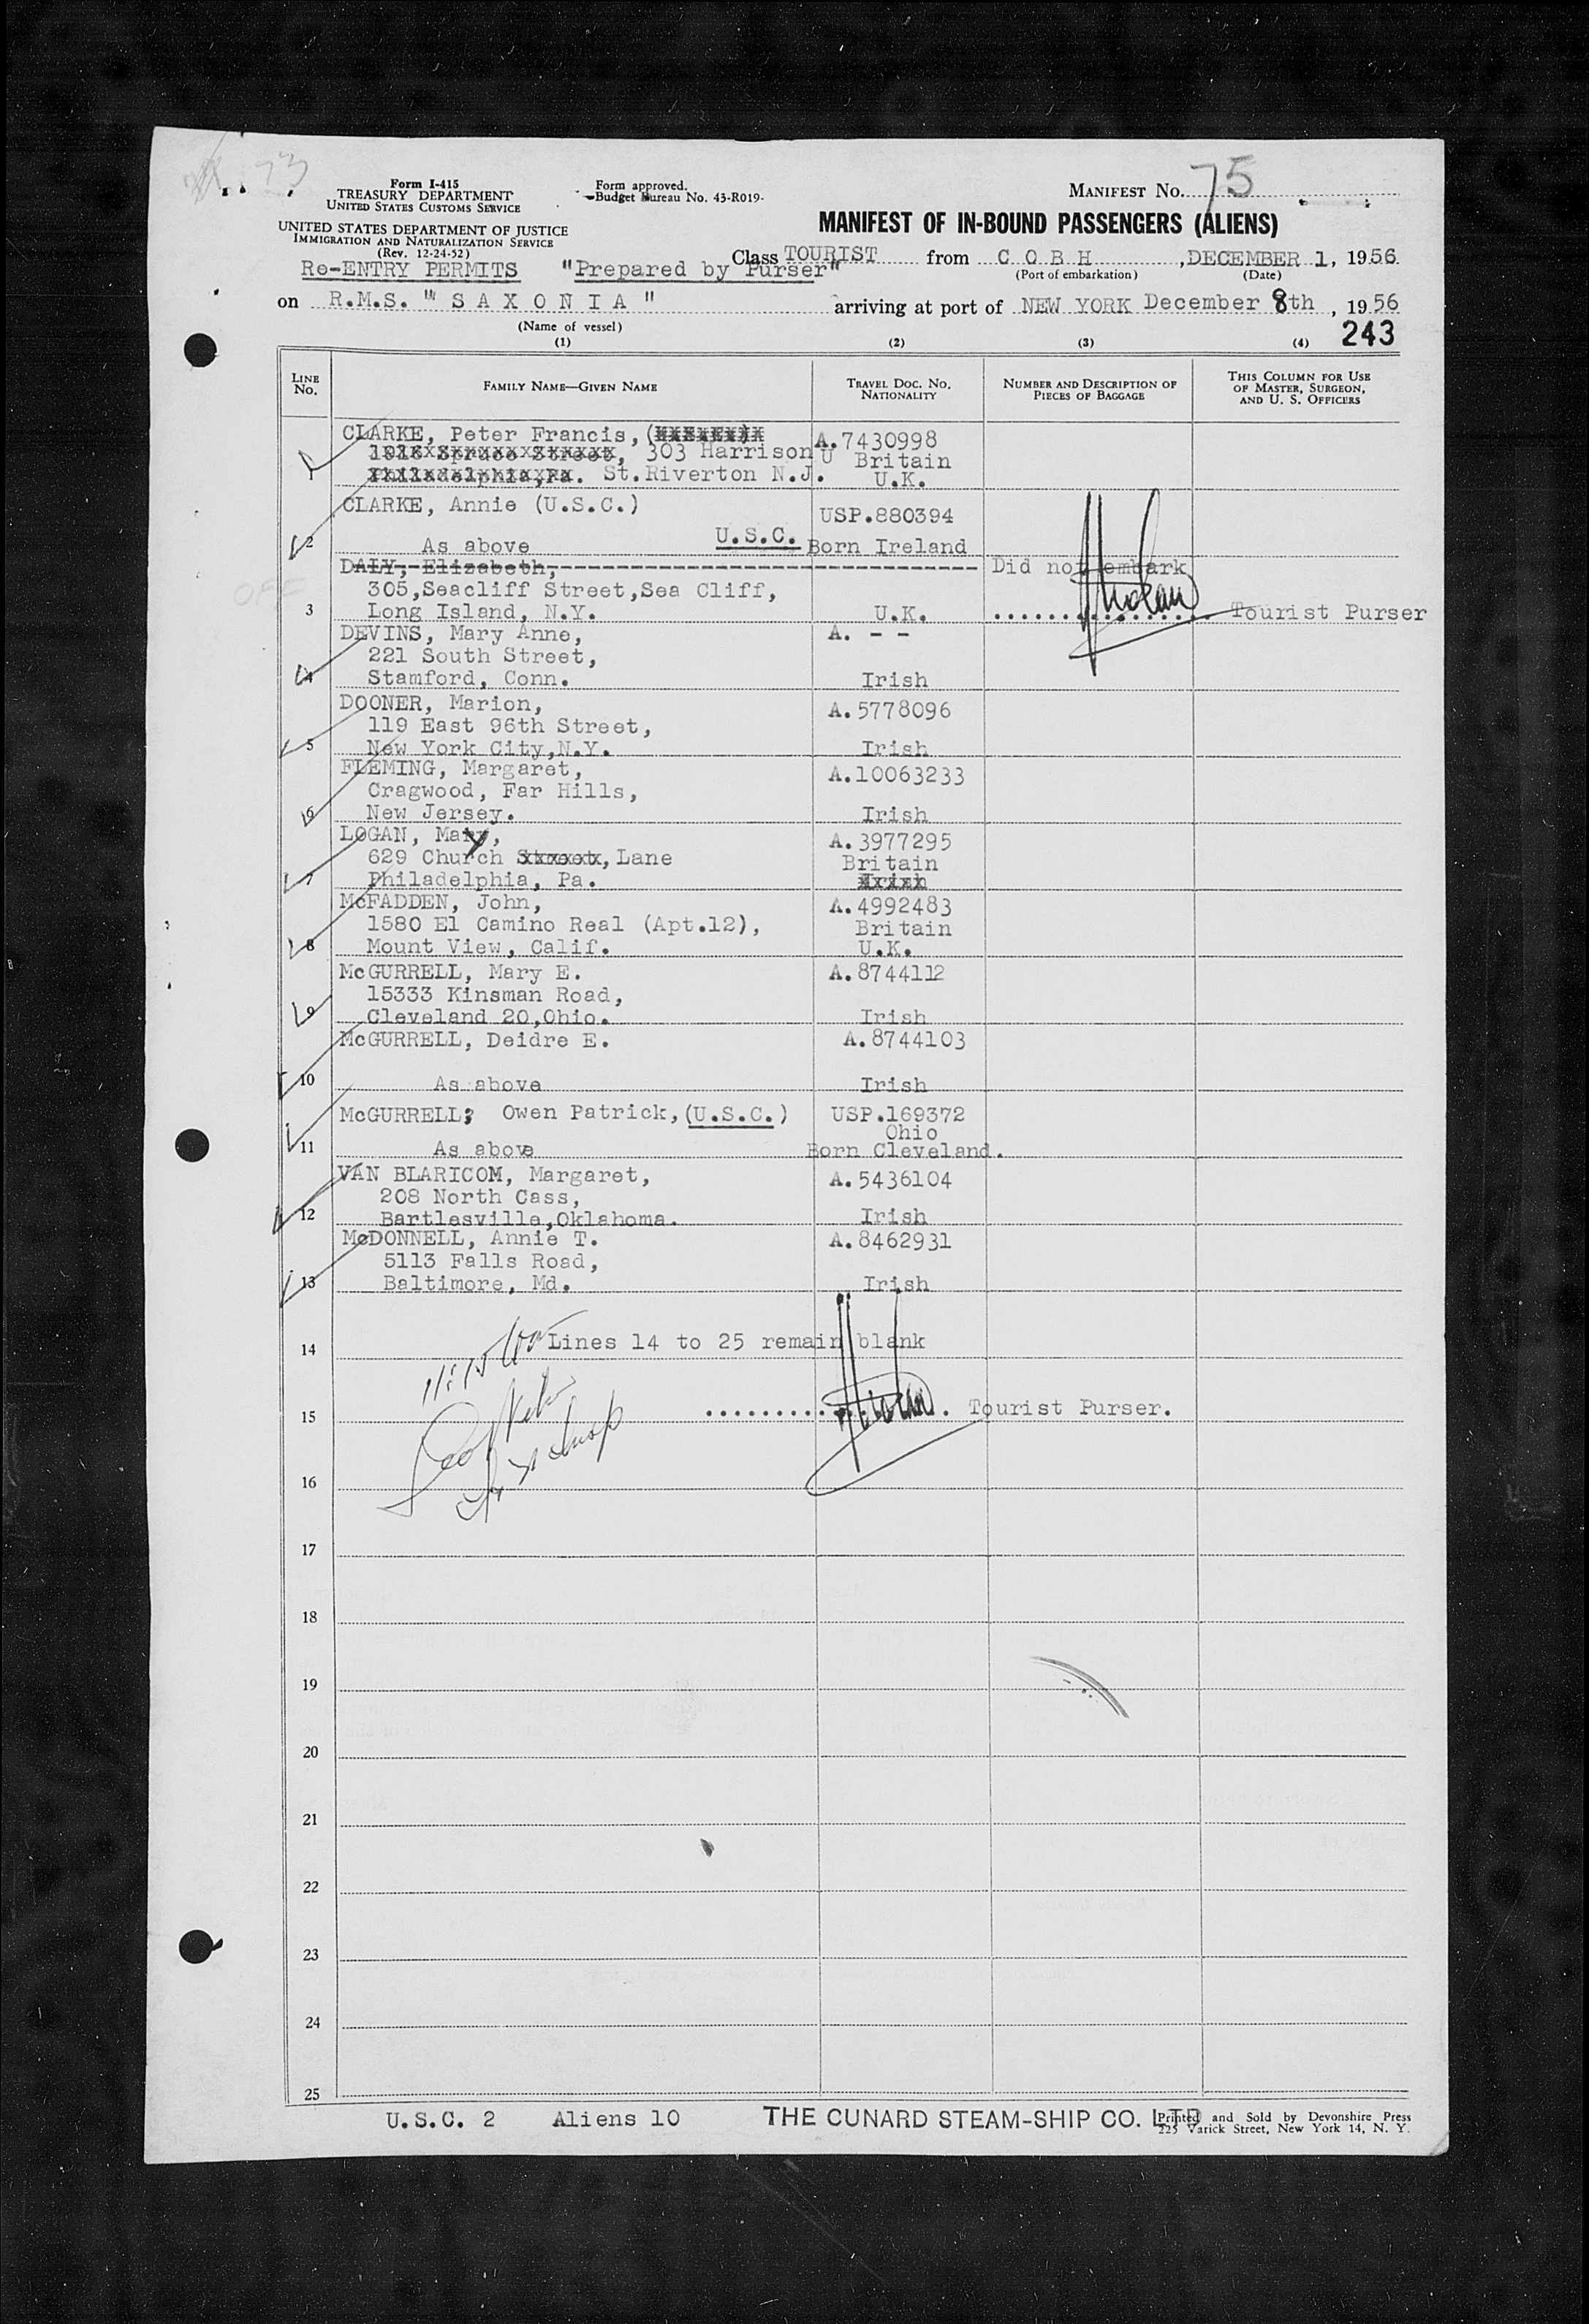 73
Form I-415
TREASURY DEPARTMENT
UNITED STATES CUSTOMS SERVICE
UNITED STATES DEPARTMENT OF JUSTICE
IMMIGRATION AND NATURALIZATION SERVICE
(Rev. 12-24-52)
Form approved.
Budget Bureau No. 43-R019-
MANIFEST No. 75
MANIFEST OF IN-BOUND PASSENGERS (ALIENS)
Re-ENTRY PERMITS "Prepared by Purser" Class TOURIST from C O B H , DECEMBER 1, 1956
(Port of embarkation) (Date)
on R.M.S. "S A X O N I A" arriving at port of NEW YORK December 8th, 1956
(Name of vessel)
243
(1) (2) (3) (4)
LINE No. FAMILY NAME—GIVEN NAME TRAVEL DOC. No. NATIONALITY NUMBER AND DESCRIPTION OF PIECES OF BAGGAGE THIS COLUMN FOR USE OF MASTER, SURGEON, AND U. S. OFFICERS
CLARKE, Peter Francis, ( A.7430998
Spruce Street, 303 Harrison U Britain
1 Philadelphia, Pa. St.Riverton N.J. U.K.
CLARKE, Annie (U.S.C.) USP.880394
2 As above U.S.C. Born Ireland
DALY, Elizabeth, Did not embark
OFF
305,Seacliff Street,Sea Cliff,
3 Long Island, N.Y. U.K. Tourist Purser
DEVINS, Mary Anne, A. - -
221 South Street,
4 Stamford, Conn. Irish
DOONER, Marion, A.5778096
119 East 96th Street,
5 New York City,N.Y. Irish
FLEMING, Margaret, A.10063233
Cragwood, Far Hills,
6 New Jersey. Irish
LOGAN, Mary, A.3977295
629 Church Street, Lane Britain
7 Philadelphia, Pa. Irish
McFADDEN, John, A.4992483
1580 El Camino Real (Apt.12), Britain
8 Mount View, Calif. U.K.
McGURRELL, Mary E. A.8744112
15333 Kinsman Road,
9 Cleveland 20,Ohio. Irish
McGURRELL, Deidre E. A.8744103
10 As above Irish
McGURRELL, Owen Patrick,(U.S.C.) USP.169372
Ohio
11 As above Born Cleveland.
VAN BLARICOM, Margaret, A.5436104
208 North Cass,
12 Bartlesville,Oklahoma. Irish
McDONNELL, Annie T. A.8462931
5113 Falls Road,
13 Baltimore, Md. Irish
14 Lines 14 to 25 remain blank
11:15
15 Tourist Purser.
16
17
18
19
20
21
22
23
24
25
U.S.C. 2 Aliens 10 THE CUNARD STEAM-SHIP CO. LTD
Printed and Sold by Devonshire Press
225 Varick Street, New York 14, N. Y.